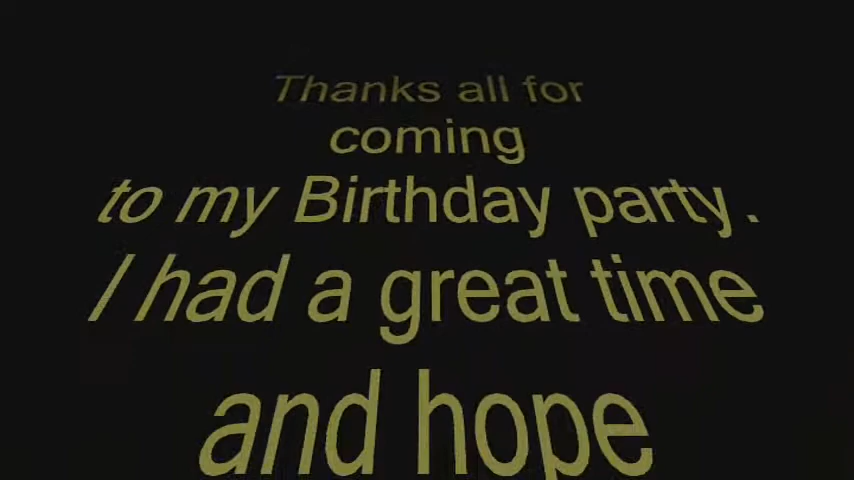 Thanks all for
coming
to my Birthday party.
I had a great time
and hope